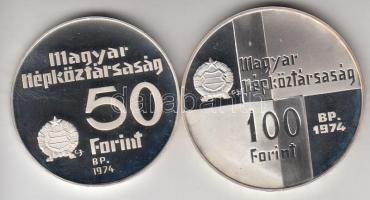 Magyar
Népköztársaság
50
Forint
BP.
1974
Magyar
Népköztársaság
100
Forint
BP.
1974